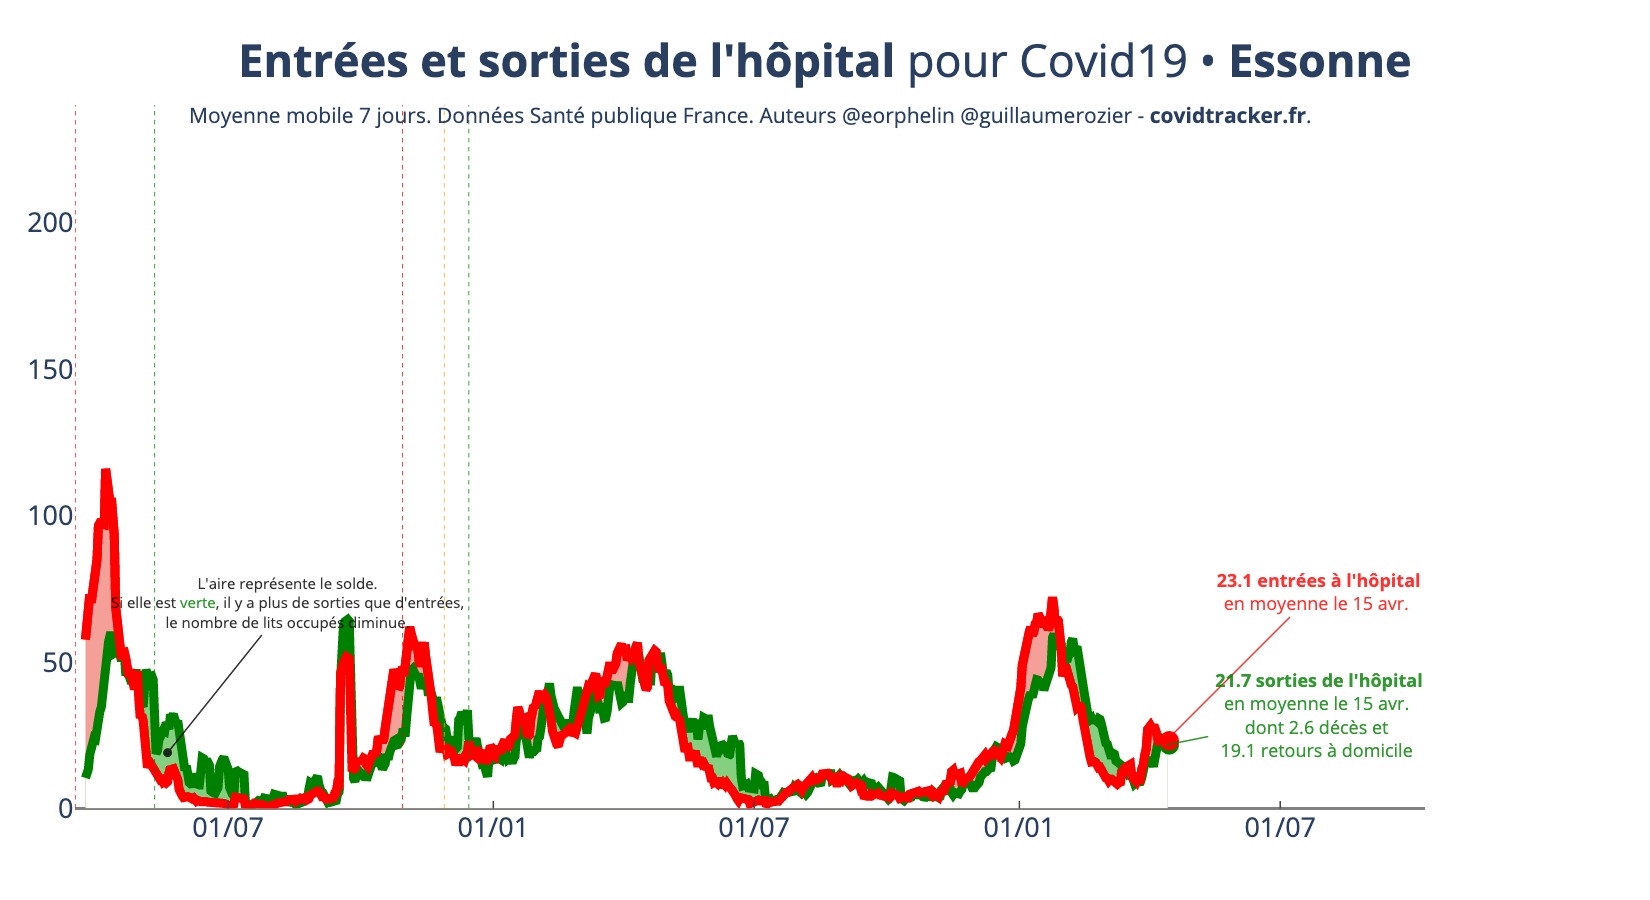 Entrées et sorties de l'hôpital pour Covid19 • Essonne
Moyenne mobile 7 jours. Données Santé publique France. Auteurs @eorphelin @guillaumerozier - covidtracker.fr.
200
150
100
50
0
L'aire représente le solde.
Si elle est verte, il y a plus de sorties que d'entrées,
le nombre de lits occupés diminue.
23.1 entrées à l'hôpital
en moyenne le 15 avr.
21.7 sorties de l'hôpital
en moyenne le 15 avr.
dont 2.6 décès et
19.1 retours à domicile
01/07
01/01
01/07
01/01
01/07